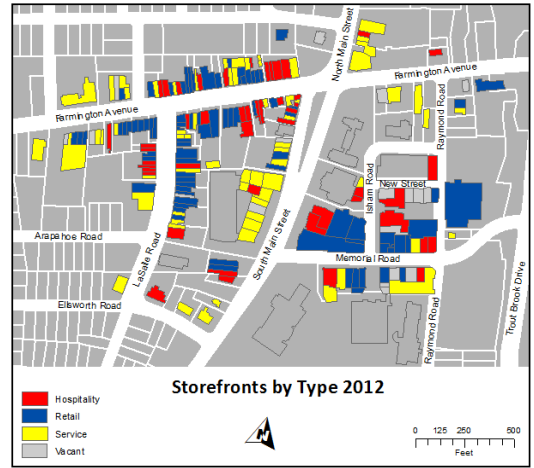 North Main Street
Farmington Avenue
Raymond Road
Farmington Avenue
Isham Road
New Street
Arapahoe Road
LaSalle Road
South Main Street
Memorial Road
Ellsworth Road
Raymond Road
Trout Brook Drive
Storefronts by Type 2012
Hospitality
Retail
Service
Vacant
N
0 125 250 500
Feet